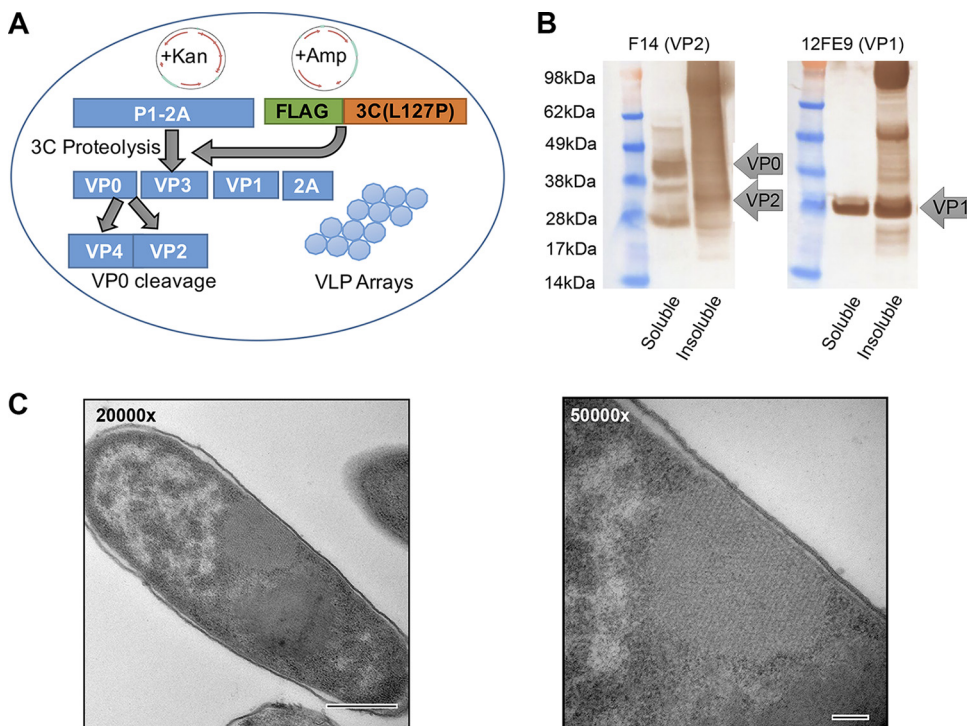 A
+Kan
+Amp
P1-2A
FLAG
3C(L127P)
3C Proteolysis
VP0
VP3
VP1
2A
VP4
VP2
VP0 cleavage
VLP Arrays
B
F14 (VP2)
12FE9 (VP1)
98kDa
62kDa
49kDa
38kDa
28kDa
17kDa
14kDa
VP0
VP2
VP1
Soluble
Insoluble
Soluble
Insoluble
C
20000x
50000x